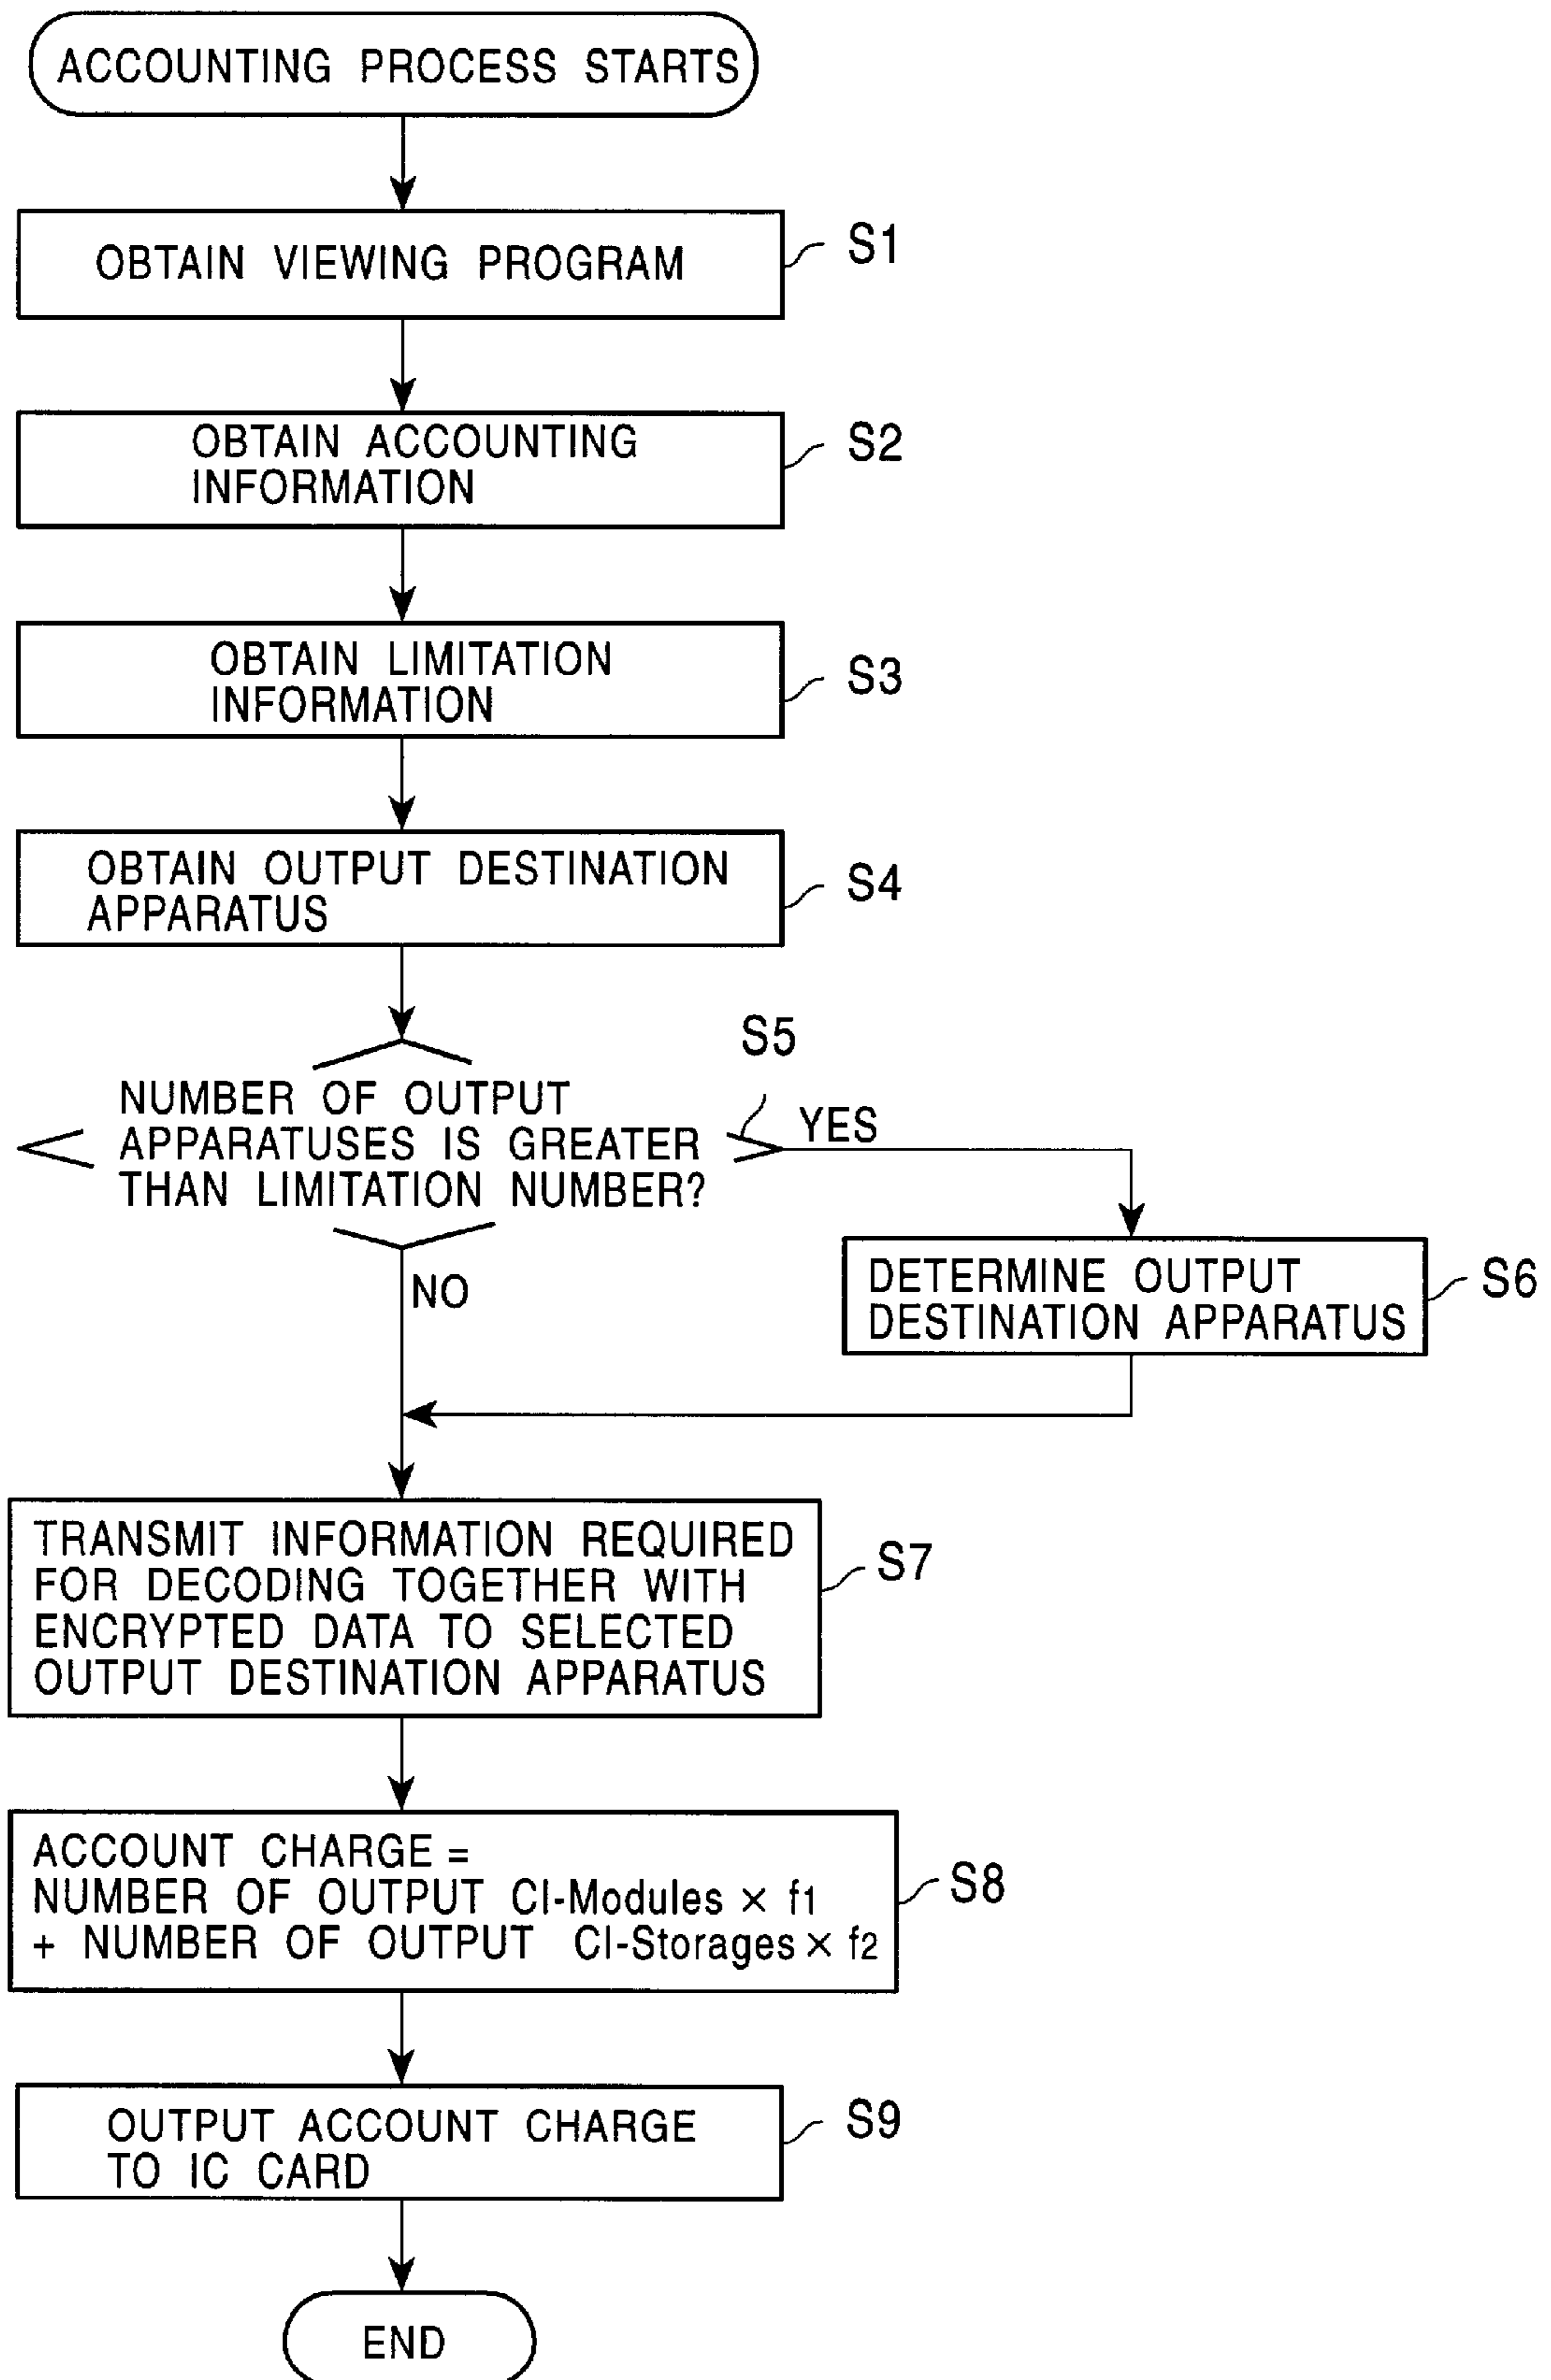 ACCOUNTING PROCESS STARTS
OBTAIN VIEWING PROGRAM
S1
OBTAIN ACCOUNTING
INFORMATION
S2
OBTAIN LIMITATION
INFORMATION
S3
OBTAIN OUTPUT DESTINATION
APPARATUS
S4
S5
NUMBER OF OUTPUT
APPARATUSES IS GREATER
THAN LIMITATION NUMBER?
YES
NO
DETERMINE OUTPUT
DESTINATION APPARATUS
S6
TRANSMIT INFORMATION REQUIRED
FOR DECODING TOGETHER WITH
ENCRYPTED DATA TO SELECTED
OUTPUT DESTINATION APPARATUS
S7
ACCOUNT CHARGE =
NUMBER OF OUTPUT CI-Modules × f1
+ NUMBER OF OUTPUT CI-Storages × f2
S8
OUTPUT ACCOUNT CHARGE
TO IC CARD
S9
END